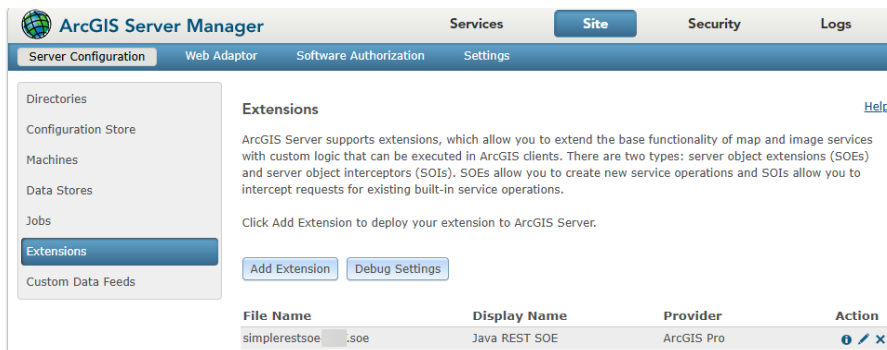 ArcGIS Server Manager
Services Site Security Logs
Server Configuration Web Adaptor Software Authorization Settings
Directories
Configuration Store
Machines
Data Stores
Jobs
Extensions
Custom Data Feeds
Extensions Help
ArcGIS Server supports extensions, which allow you to extend the base functionality of map and image services
with custom logic that can be executed in ArcGIS clients. There are two types: server object extensions (SOEs)
and server object interceptors (SOIs). SOEs allow you to create new service operations and SOIs allow you to
intercept requests for existing built-in service operations.
Click Add Extension to deploy your extension to ArcGIS Server.
Add Extension Debug Settings
File Name Display Name Provider Action
simplerestsoe .soe Java REST SOE ArcGIS Pro